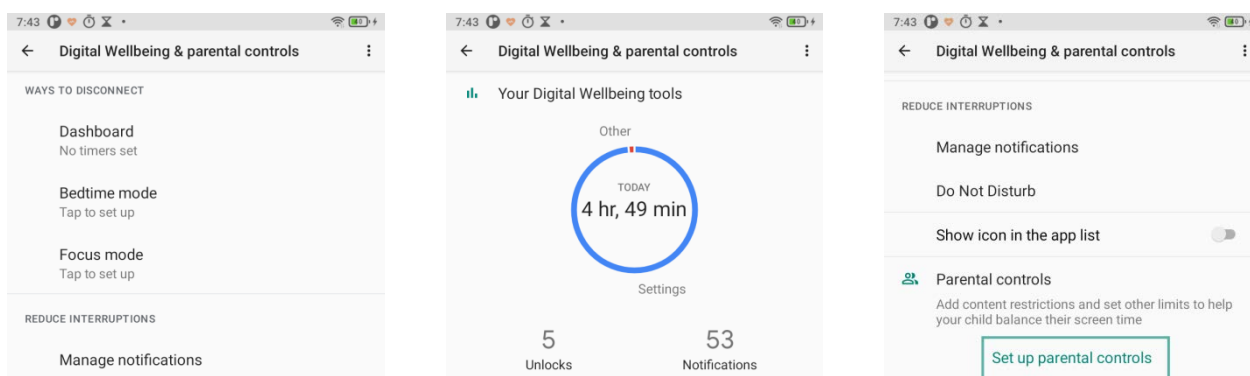 7:43
Digital Wellbeing & parental controls
WAYS TO DISCONNECT
Dashboard
No timers set
Bedtime mode
Tap to set up
Focus mode
Tap to set up
REDUCE INTERRUPTIONS
Manage notifications
7:43
Digital Wellbeing & parental controls
Your Digital Wellbeing tools
Other
TODAY
4 hr, 49 min
Settings
5
53
Unlocks
Notifications
7:43
Digital Wellbeing & parental controls
REDUCE INTERRUPTIONS
Manage notifications
Do Not Disturb
Show icon in the app list
Parental controls
Add content restrictions and set other limits to help
your child balance their screen time
Set up parental controls